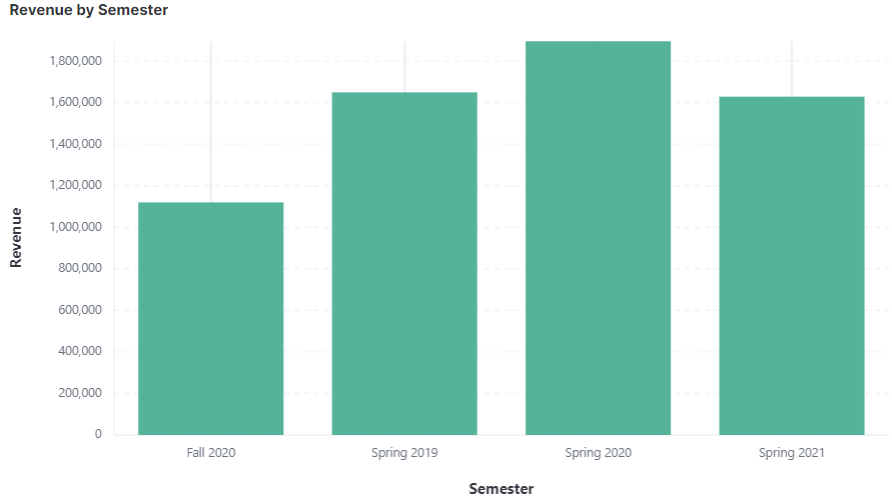 Revenue by Semester
1,800,000
1,600,000
1,400,000
1,200,000
1,000,000
800,000
600,000
400,000
200,000
0
Revenue
Fall 2020 Spring 2019 Spring 2020 Spring 2021
Semester